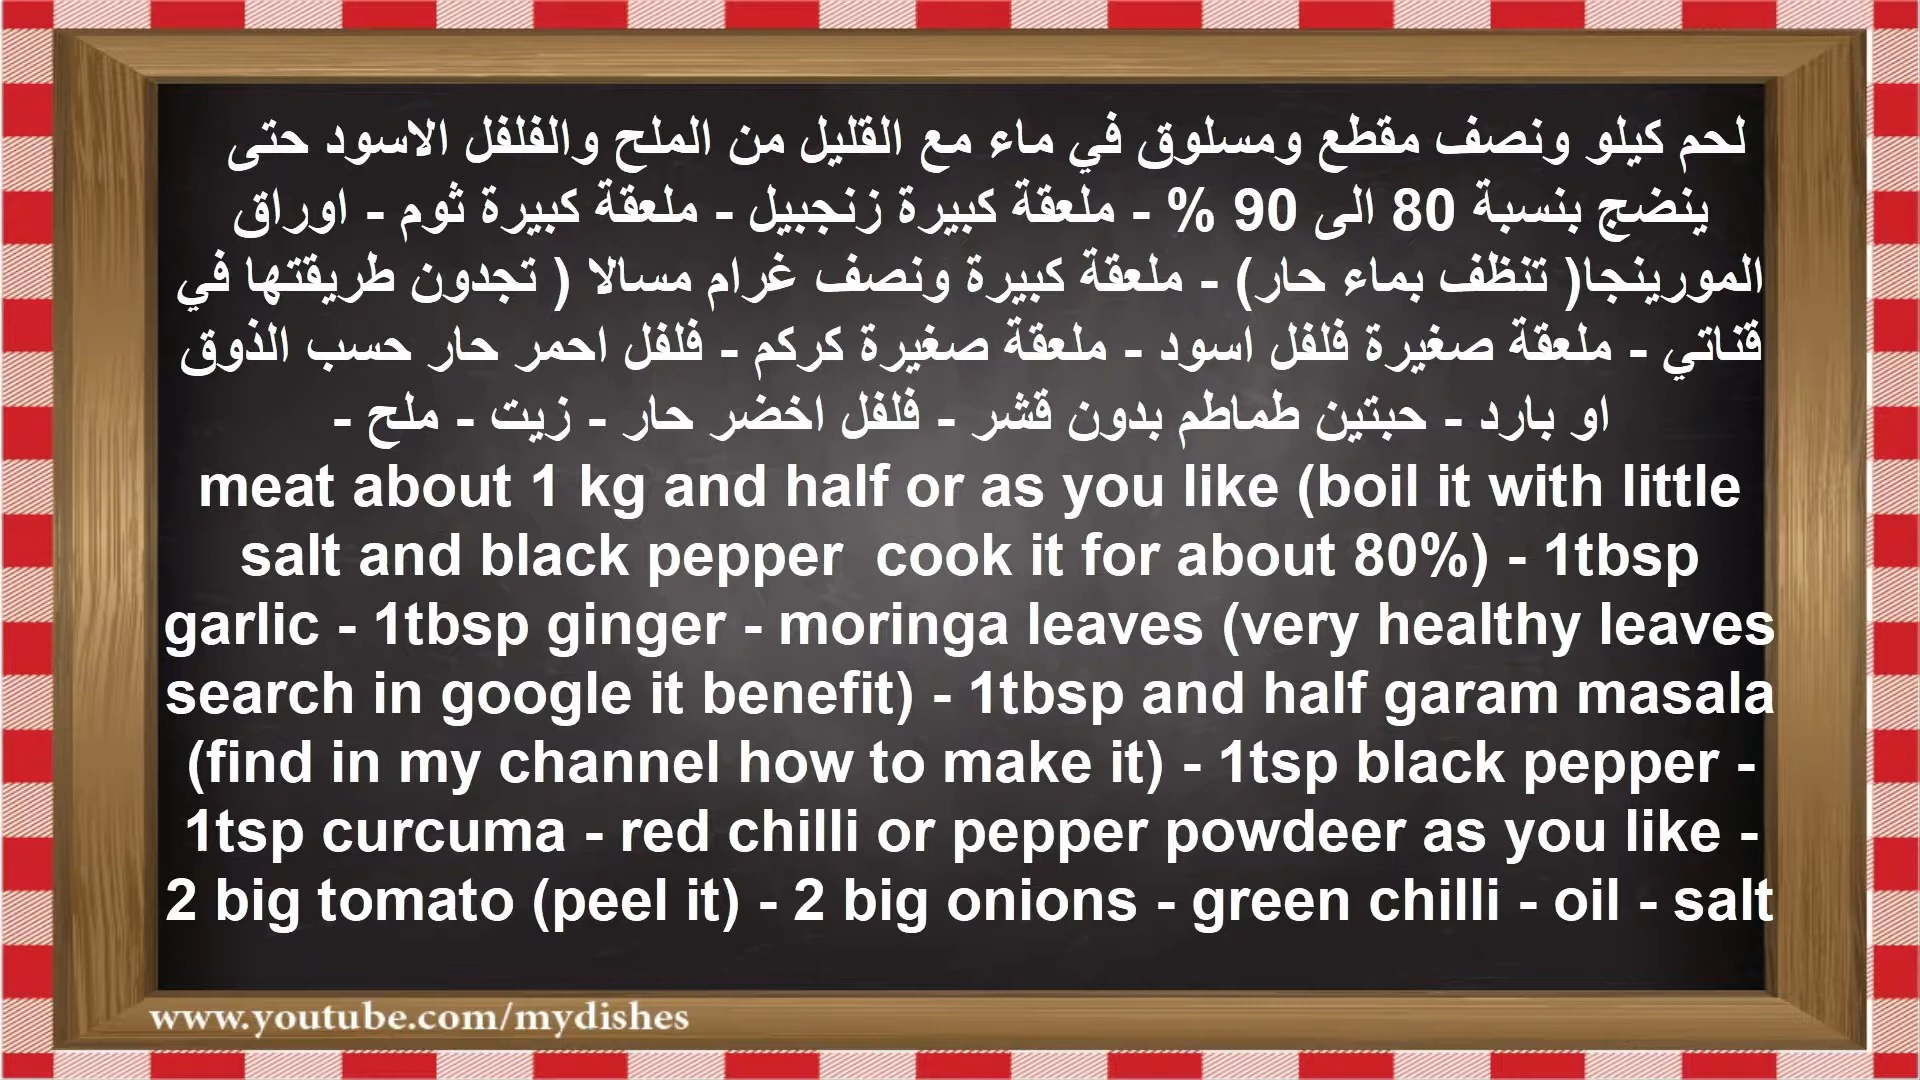 لحم كيلو ونصف مقطع ومسلوق في ماء مع القليل من الملح والفلفل الاسود حتى
ينضج بنسبة 80 الى 90 % - ملعقة كبيرة زنجبيل - ملعقة كبيرة ثوم - اوراق
المورينجا( تنظف بماء حار) - ملعقة كبيرة ونصف غرام مسالا ( تجدون طريقتها في
قناتي - ملعقة صغيرة فلفل اسود - ملعقة صغيرة كركم - فلفل احمر حار حسب الذوق
او بارد - حبتين طماطم بدون قشر - فلفل اخضر حار - زيت - ملح -
meat about 1 kg and half or as you like (boil it with little
salt and black pepper  cook it for about 80%) - 1tbsp
garlic - 1tbsp ginger - moringa leaves (very healthy leaves
search in google it benefit) - 1tbsp and half garam masala
(find in my channel how to make it) - 1tsp black pepper -
1tsp curcuma - red chilli or pepper powdeer as you like -
2 big tomato (peel it) - 2 big onions - green chilli - oil - salt
www.youtube.com/mydishes